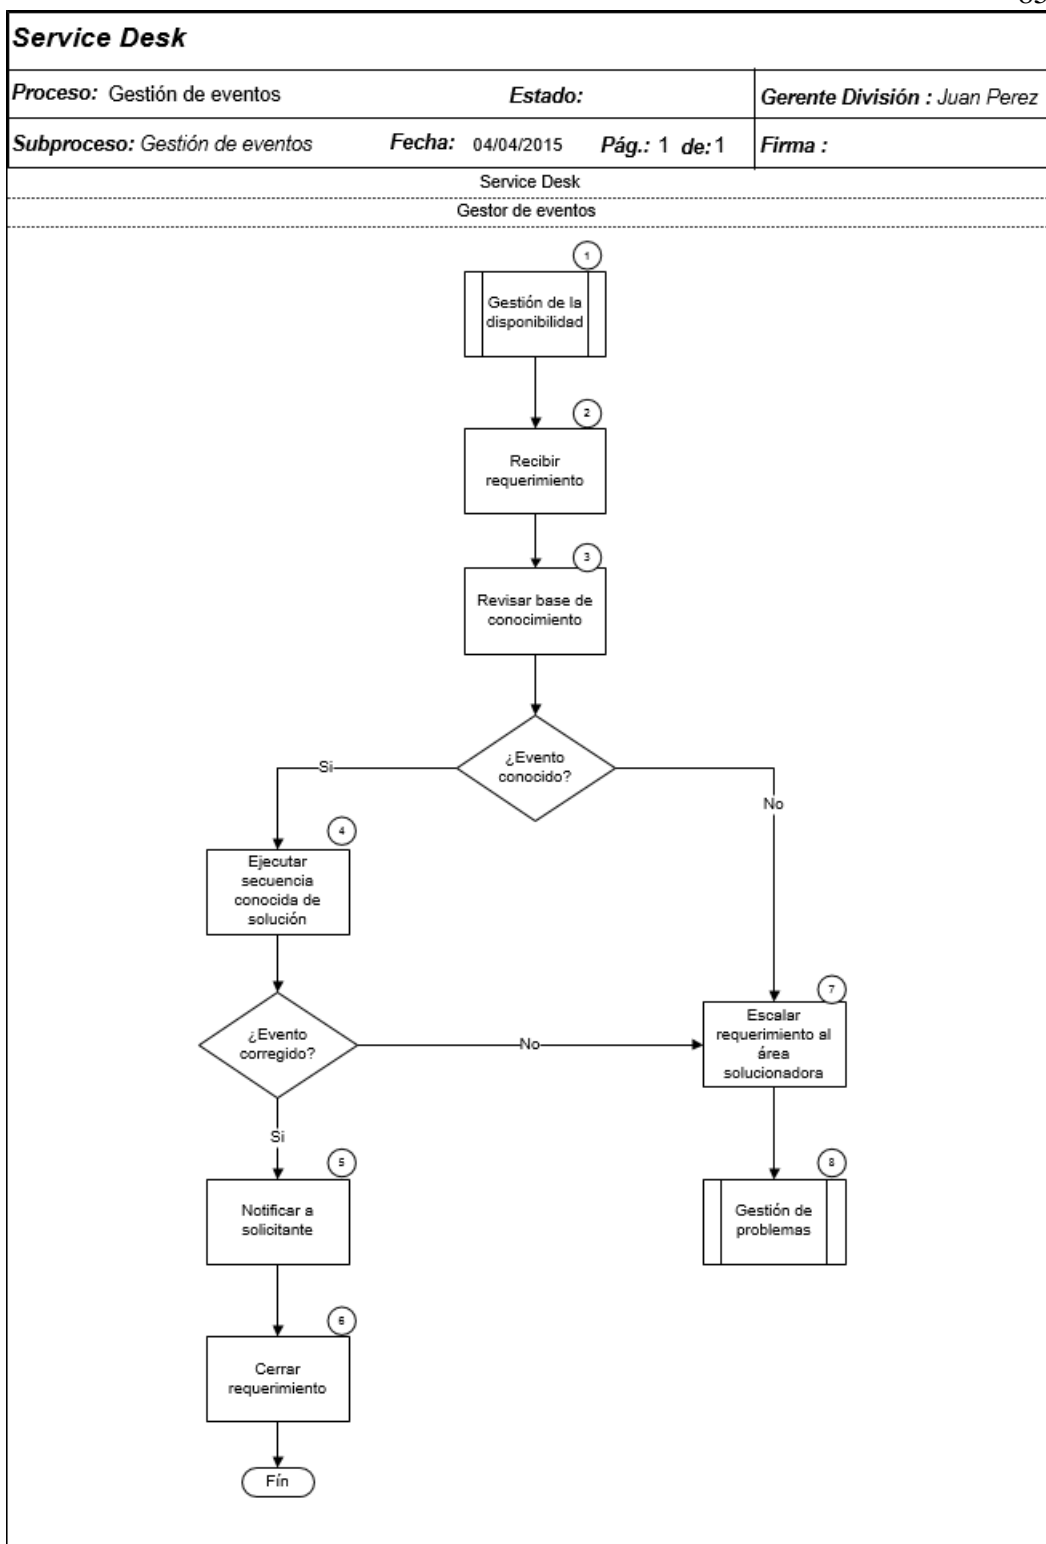 Service Desk
Proceso: Gestión de eventos Estado: Gerente División : Juan Perez
Subproceso: Gestión de eventos Fecha: 04/04/2015 Pág.: 1 de: 1 Firma :
Service Desk
Gestor de eventos
1
Gestión de la
disponibilidad
2
Recibir
requerimiento
3
Revisar base de
conocimiento
¿Evento
conocido?
Si
No
4
Ejecutar
secuencia
conocida de
solución
7
Escalar
requerimiento al
área
solucionadora
¿Evento
corregido?
No
Si
5
Notificar a
solicitante
8
Gestión de
problemas
6
Cerrar
requerimiento
Fín